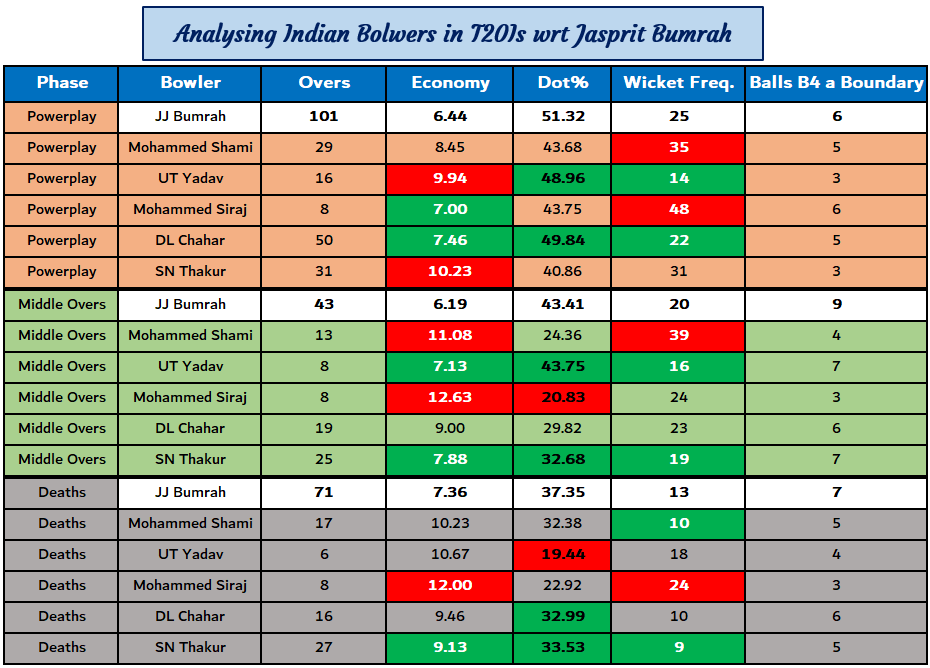 Analysing Indian Bolwers in T20Is wrt Jasprit Bumrah
Phase Bowler Overs Economy Dot% Wicket Freq. Balls B4 a Boundary
Powerplay JJ Bumrah 101 6.44 51.32 25 6
Powerplay Mohammed Shami 29 8.45 43.68 35 5
Powerplay UT Yadav 16 9.94 48.96 14 3
Powerplay Mohammed Siraj 8 7.00 43.75 48 6
Powerplay DL Chahar 50 7.46 49.84 22 5
Powerplay SN Thakur 31 10.23 40.86 31 3
Middle Overs JJ Bumrah 43 6.19 43.41 20 9
Middle Overs Mohammed Shami 13 11.08 24.36 39 4
Middle Overs UT Yadav 8 7.13 43.75 16 7
Middle Overs Mohammed Siraj 8 12.63 20.83 24 3
Middle Overs DL Chahar 19 9.00 29.82 23 6
Middle Overs SN Thakur 25 7.88 32.68 19 7
Deaths JJ Bumrah 71 7.36 37.35 13 7
Deaths Mohammed Shami 17 10.23 32.38 10 5
Deaths UT Yadav 6 10.67 19.44 18 4
Deaths Mohammed Siraj 8 12.00 22.92 24 3
Deaths DL Chahar 16 9.46 32.99 10 6
Deaths SN Thakur 27 9.13 33.53 9 5